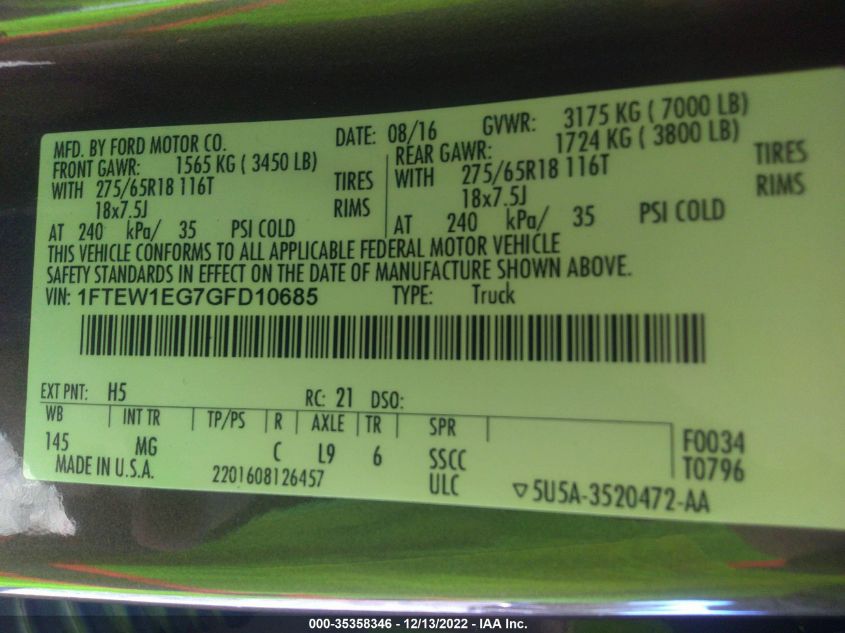 MFD. BY FORD MOTOR CO. DATE: 08/16 GVWR: 3175 KG ( 7000 LB)
FRONT GAWR: 1565 KG ( 3450 LB) REAR GAWR: 1724 KG ( 3800 LB)
WITH 275/65R18 116T TIRES WITH 275/65R18 116T TIRES
18x7.5J RIMS 18x7.5J RIMS
AT 240 kPa/ 35 PSI COLD AT 240 kPa/ 35 PSI COLD
THIS VEHICLE CONFORMS TO ALL APPLICABLE FEDERAL MOTOR VEHICLE
SAFETY STANDARDS IN EFFECT ON THE DATE OF MANUFACTURE SHOWN ABOVE.
VIN: 1FTEW1EG7GFD10685 TYPE: Truck
EXT PNT: H5 RC: 21 DSO:
WB INT TR TP/PS R AXLE TR SPR
145 MG C L9 6 SSCC F0034
MADE IN U.S.A. 2201608126457 ULC T0796
5U5A-3520472-AA
000-35358346 - 12/13/2022 - IAA Inc.